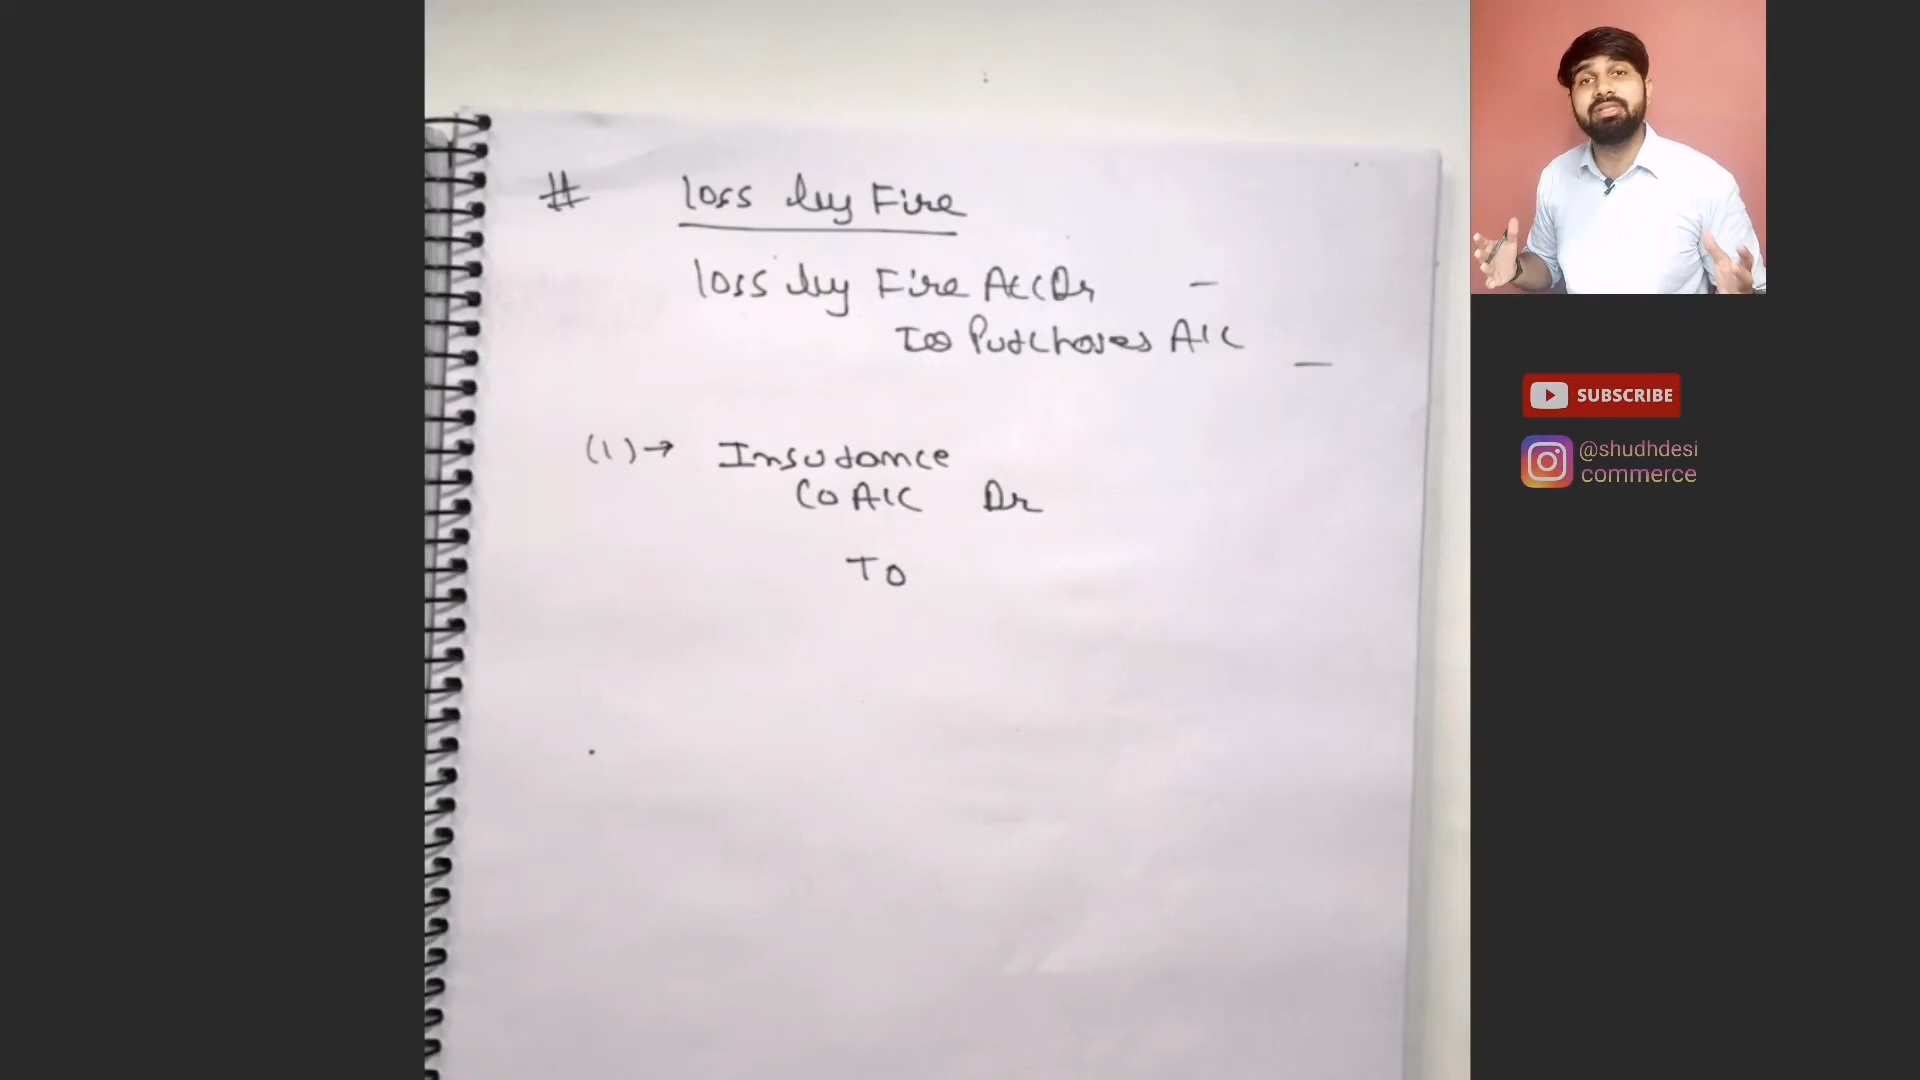 # Loss by Fire
Loss by Fire A/C Dr -
To Purchases A/C -
(1) → Insurance
Co A/C Dr
To
SUBSCRIBE
@shudhdesi
commerce